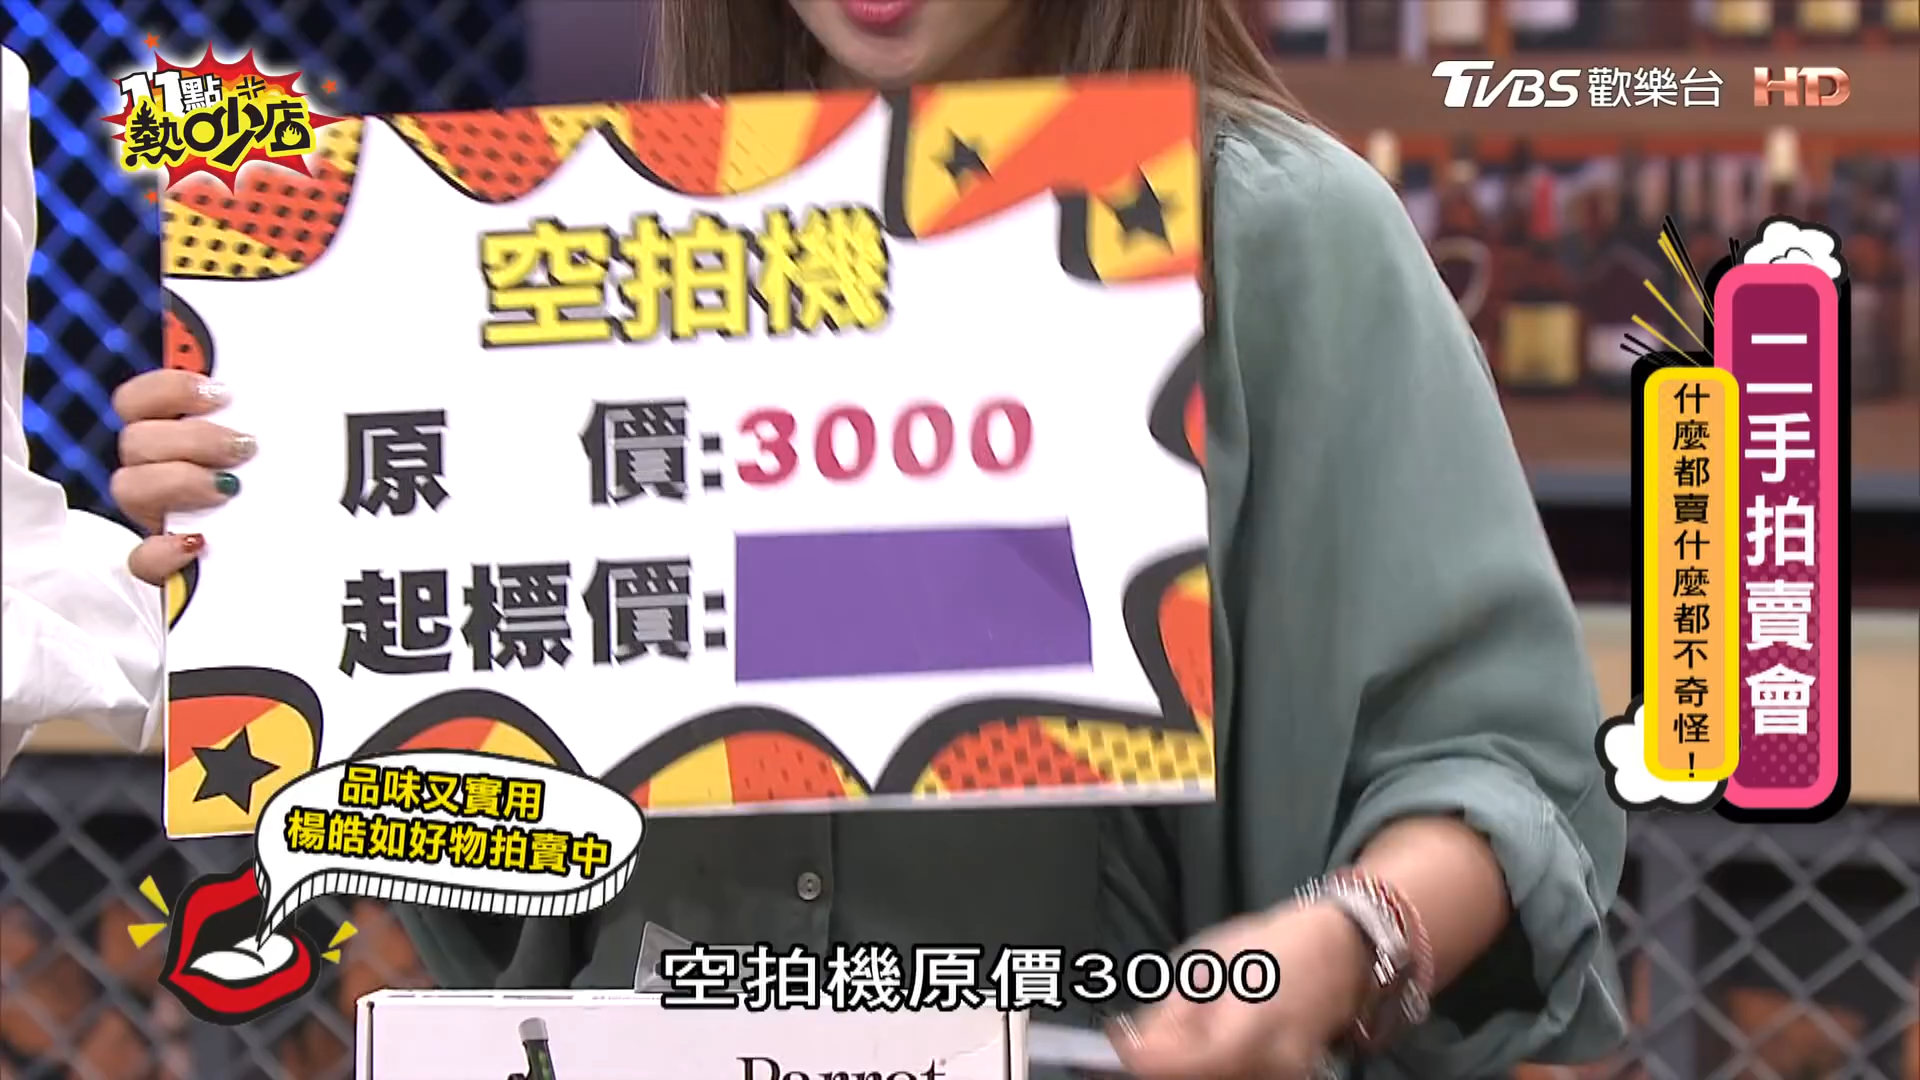 11點
熱吵店
TVBS歡樂台 HD
空拍機
原價:3000
起標價:
二手拍賣會
什麼都賣什麼都不奇怪！
品味又實用
楊皓如好物拍賣中
空拍機原價3000
Parrot